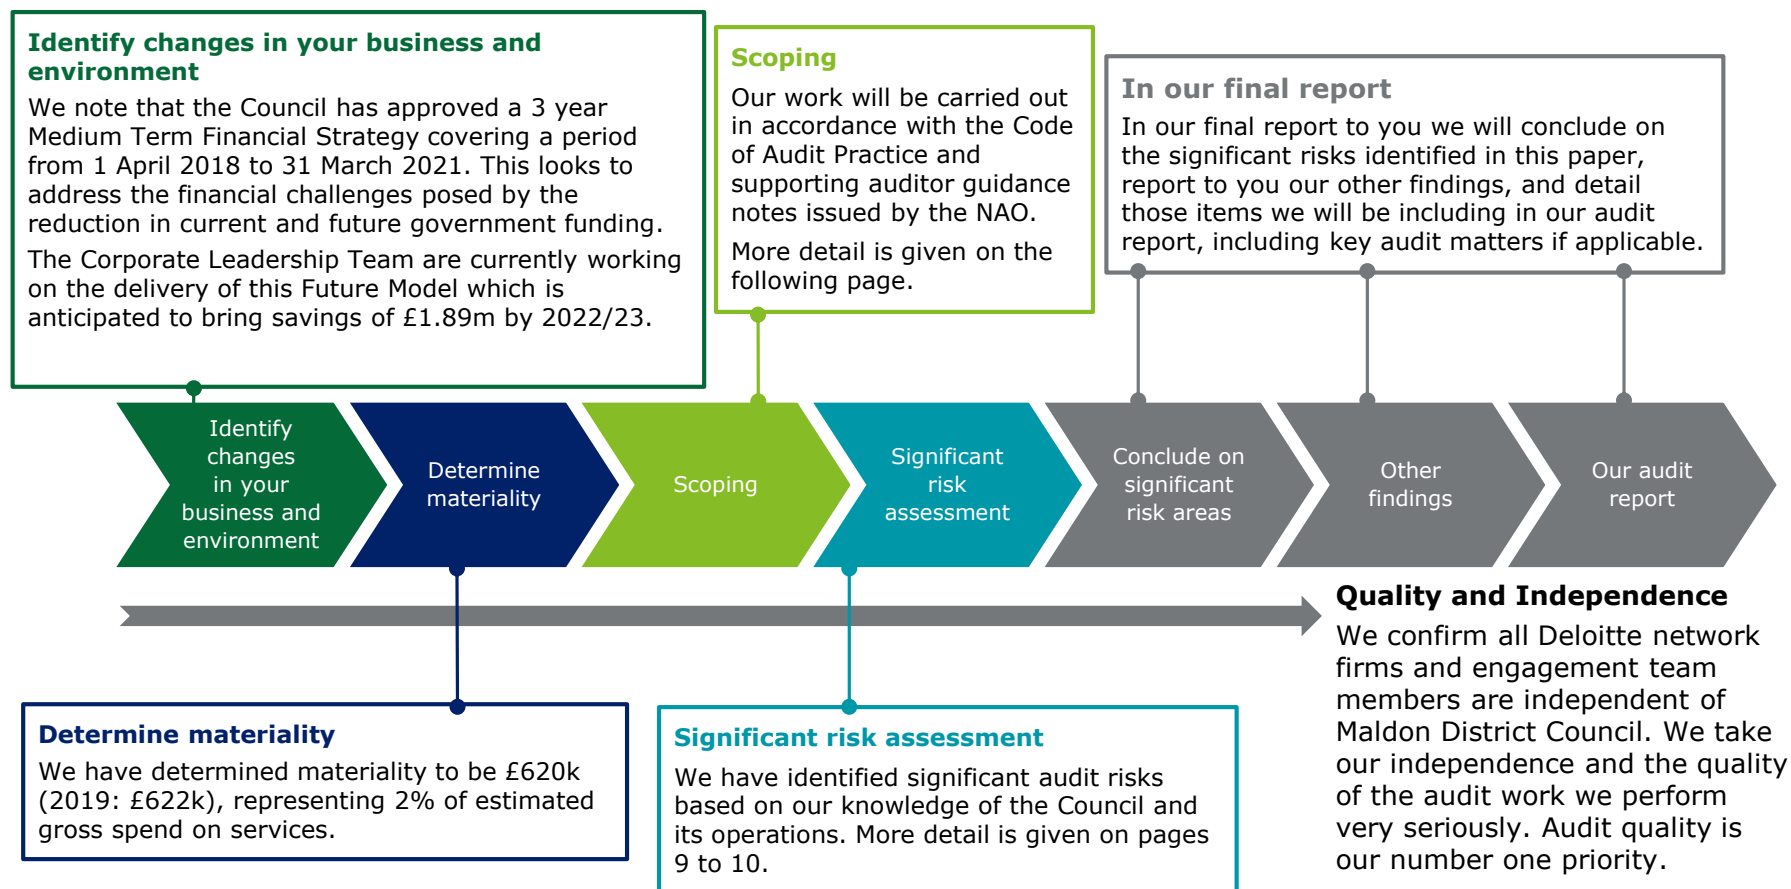 Identify changes in your business and
environment
We note that the Council has approved a 3 year
Medium Term Financial Strategy covering a period
from 1 April 2018 to 31 March 2021. This looks to
address the financial challenges posed by the
reduction in current and future government funding.
The Corporate Leadership Team are currently working
on the delivery of this Future Model which is
anticipated to bring savings of £1.89m by 2022/23.
Scoping
Our work will be carried out
in accordance with the Code
of Audit Practice and
supporting auditor guidance
notes issued by the NAO.
More detail is given on the
following page.
In our final report
In our final report to you we will conclude on
the significant risks identified in this paper,
report to you our other findings, and detail
those items we will be including in our audit
report, including key audit matters if applicable.
Identify
changes
in your
business and
environment
Determine
materiality
Scoping
Significant
risk
assessment
Conclude on
significant
risk areas
Other
findings
Our audit
report
Determine materiality
We have determined materiality to be £620k
(2019: £622k), representing 2% of estimated
gross spend on services.
Significant risk assessment
We have identified significant audit risks
based on our knowledge of the Council and
its operations. More detail is given on pages
9 to 10.
Quality and Independence
We confirm all Deloitte network
firms and engagement team
members are independent of
Maldon District Council. We take
our independence and the quality
of the audit work we perform
very seriously. Audit quality is
our number one priority.